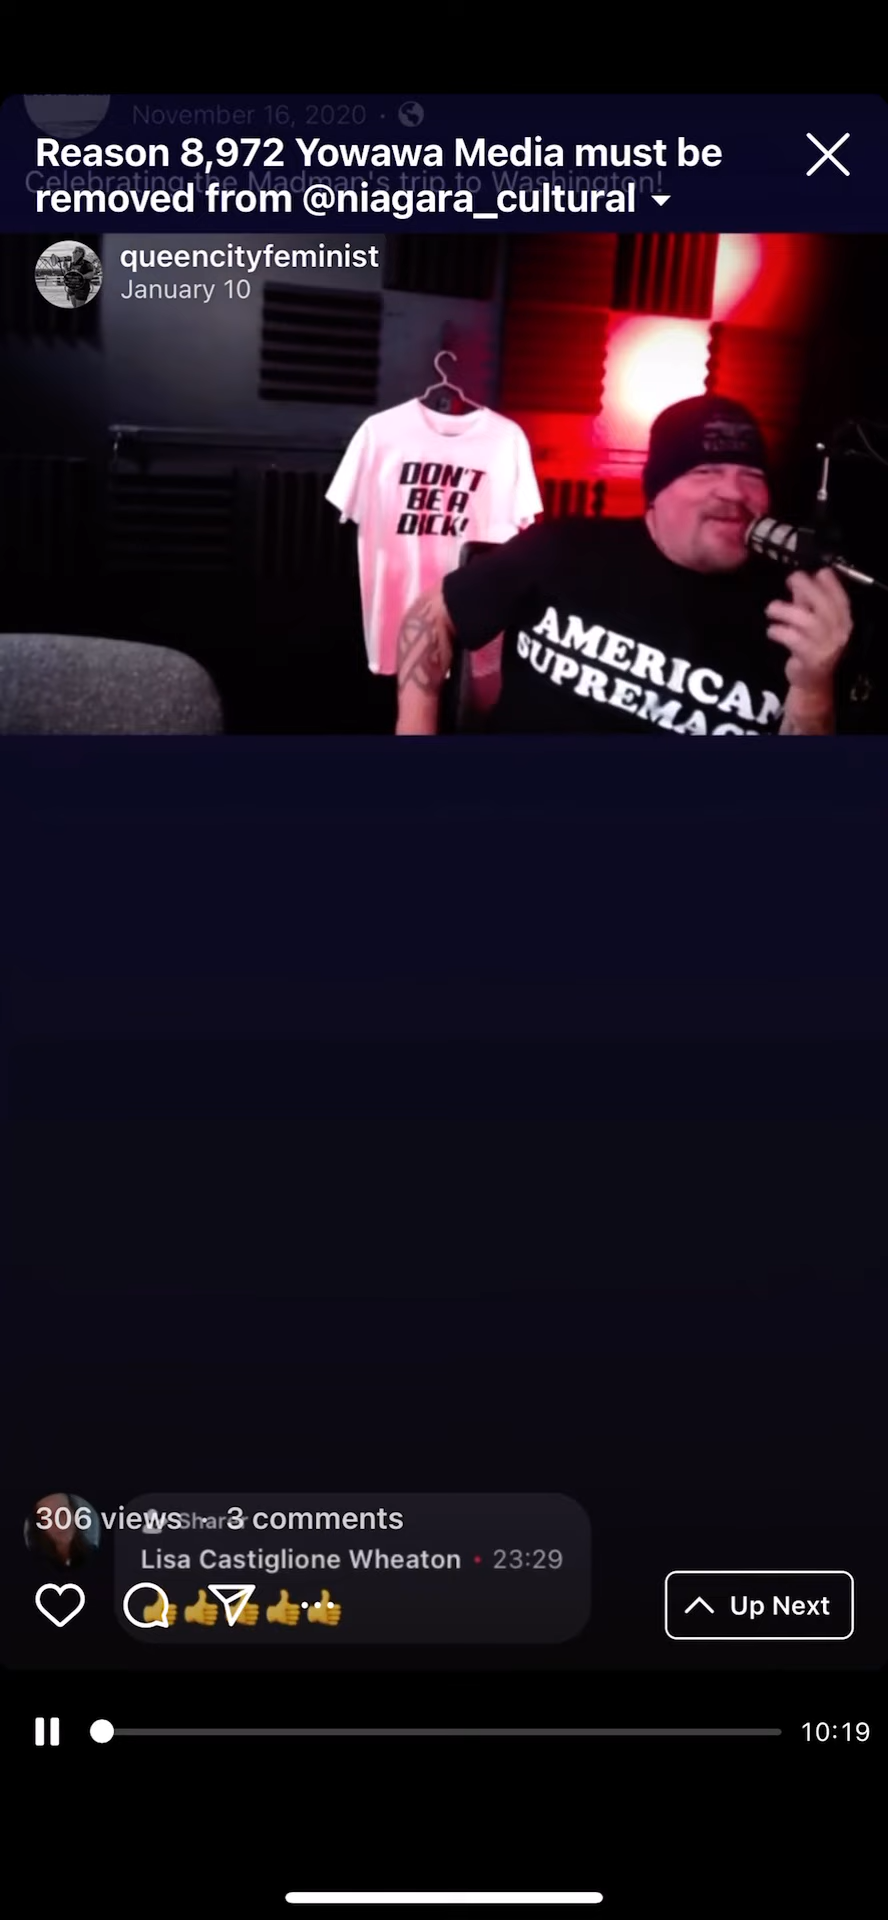 November 16, 2020 ·
Reason 8,972 Yowawa Media must be
Celebrating the Madman's trip to Washington!
removed from @niagara_cultural
queencityfeminist
January 10
DON'T
BE A
DICK!
AMERICAN
SUPREMAC
306 views · 3 comments
Sharer
Lisa Castiglione Wheaton · 23:29
Up Next
10:19